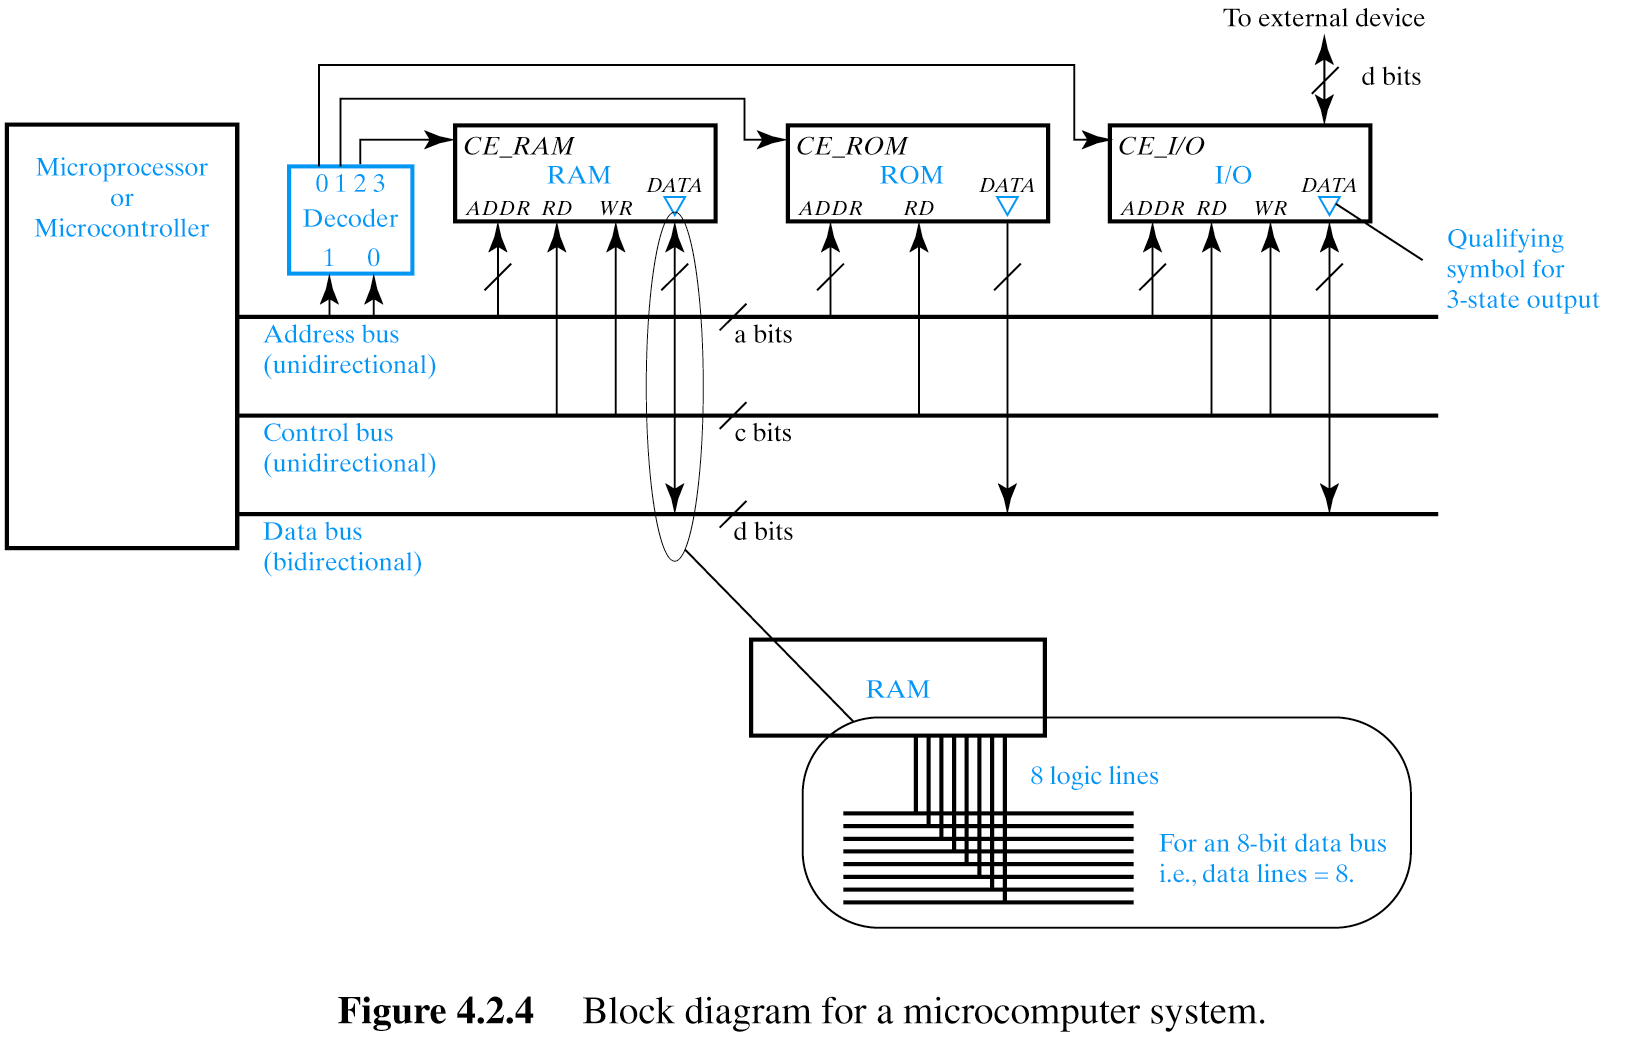 To external device
d bits
Microprocessor
or
Microcontroller
0 1 2 3
Decoder
1 0
CE_RAM
RAM
DATA
ADDR RD WR
CE_ROM
ROM
DATA
ADDR RD
CE_I/O
I/O
DATA
ADDR RD WR
Qualifying
symbol for
3-state output
Address bus
(unidirectional)
a bits
Control bus
(unidirectional)
c bits
Data bus
(bidirectional)
d bits
RAM
8 logic lines
For an 8-bit data bus
i.e., data lines = 8.
Figure 4.2.4 Block diagram for a microcomputer system.